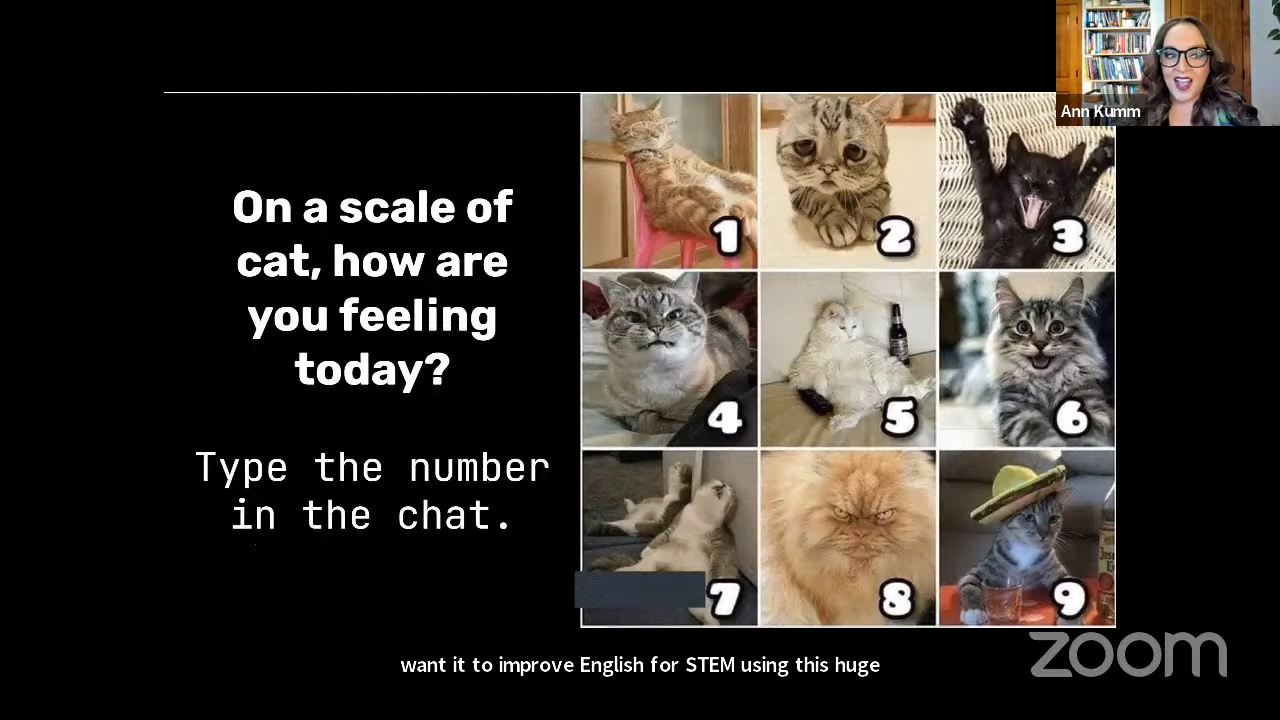 Ann Kumm
On a scale of
cat, how are
you feeling
today?
Type the number
in the chat.
1
2
3
4
5
6
7
8
9
want it to improve English for STEM using this huge
zoom